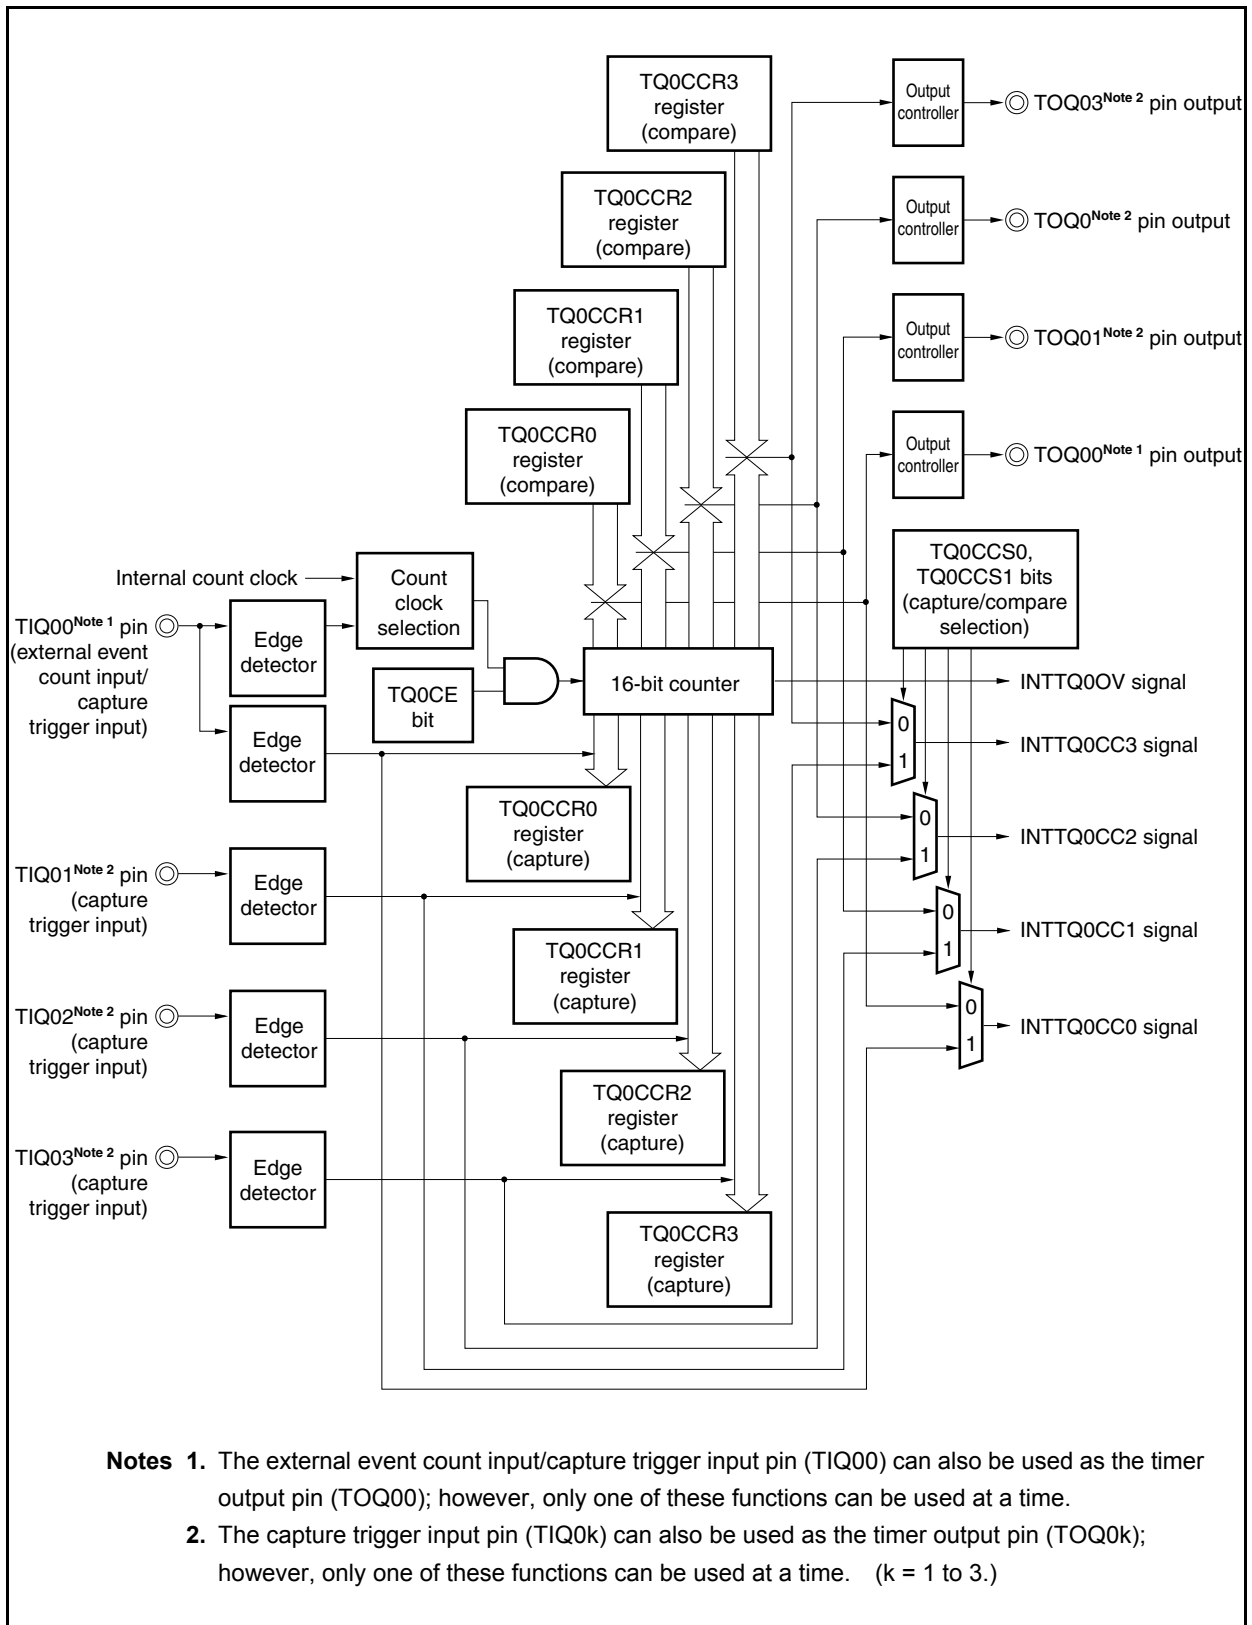 TQ0CCR3
register
(compare)
Output
controller
TOQ03Note 2 pin output
TQ0CCR2
register
(compare)
Output
controller
TOQ0Note 2 pin output
TQ0CCR1
register
(compare)
Output
controller
TOQ01Note 2 pin output
TQ0CCR0
register
(compare)
Output
controller
TOQ00Note 1 pin output
TQ0CCS0,
TQ0CCS1 bits
(capture/compare
selection)
Internal count clock
Count
clock
selection
TIQ00Note 1 pin
(external event
count input/
capture
trigger input)
Edge
detector
TQ0CE
bit
16-bit counter
INTTQ0OV signal
Edge
detector
0
1
INTTQ0CC3 signal
TQ0CCR0
register
(capture)
0
1
INTTQ0CC2 signal
TIQ01Note 2 pin
(capture
trigger input)
Edge
detector
TQ0CCR1
register
(capture)
0
1
INTTQ0CC1 signal
TIQ02Note 2 pin
(capture
trigger input)
Edge
detector
0
1
INTTQ0CC0 signal
TQ0CCR2
register
(capture)
TIQ03Note 2 pin
(capture
trigger input)
Edge
detector
TQ0CCR3
register
(capture)
Notes 1. The external event count input/capture trigger input pin (TIQ00) can also be used as the timer
output pin (TOQ00); however, only one of these functions can be used at a time.
2. The capture trigger input pin (TIQ0k) can also be used as the timer output pin (TOQ0k);
however, only one of these functions can be used at a time. (k = 1 to 3.)